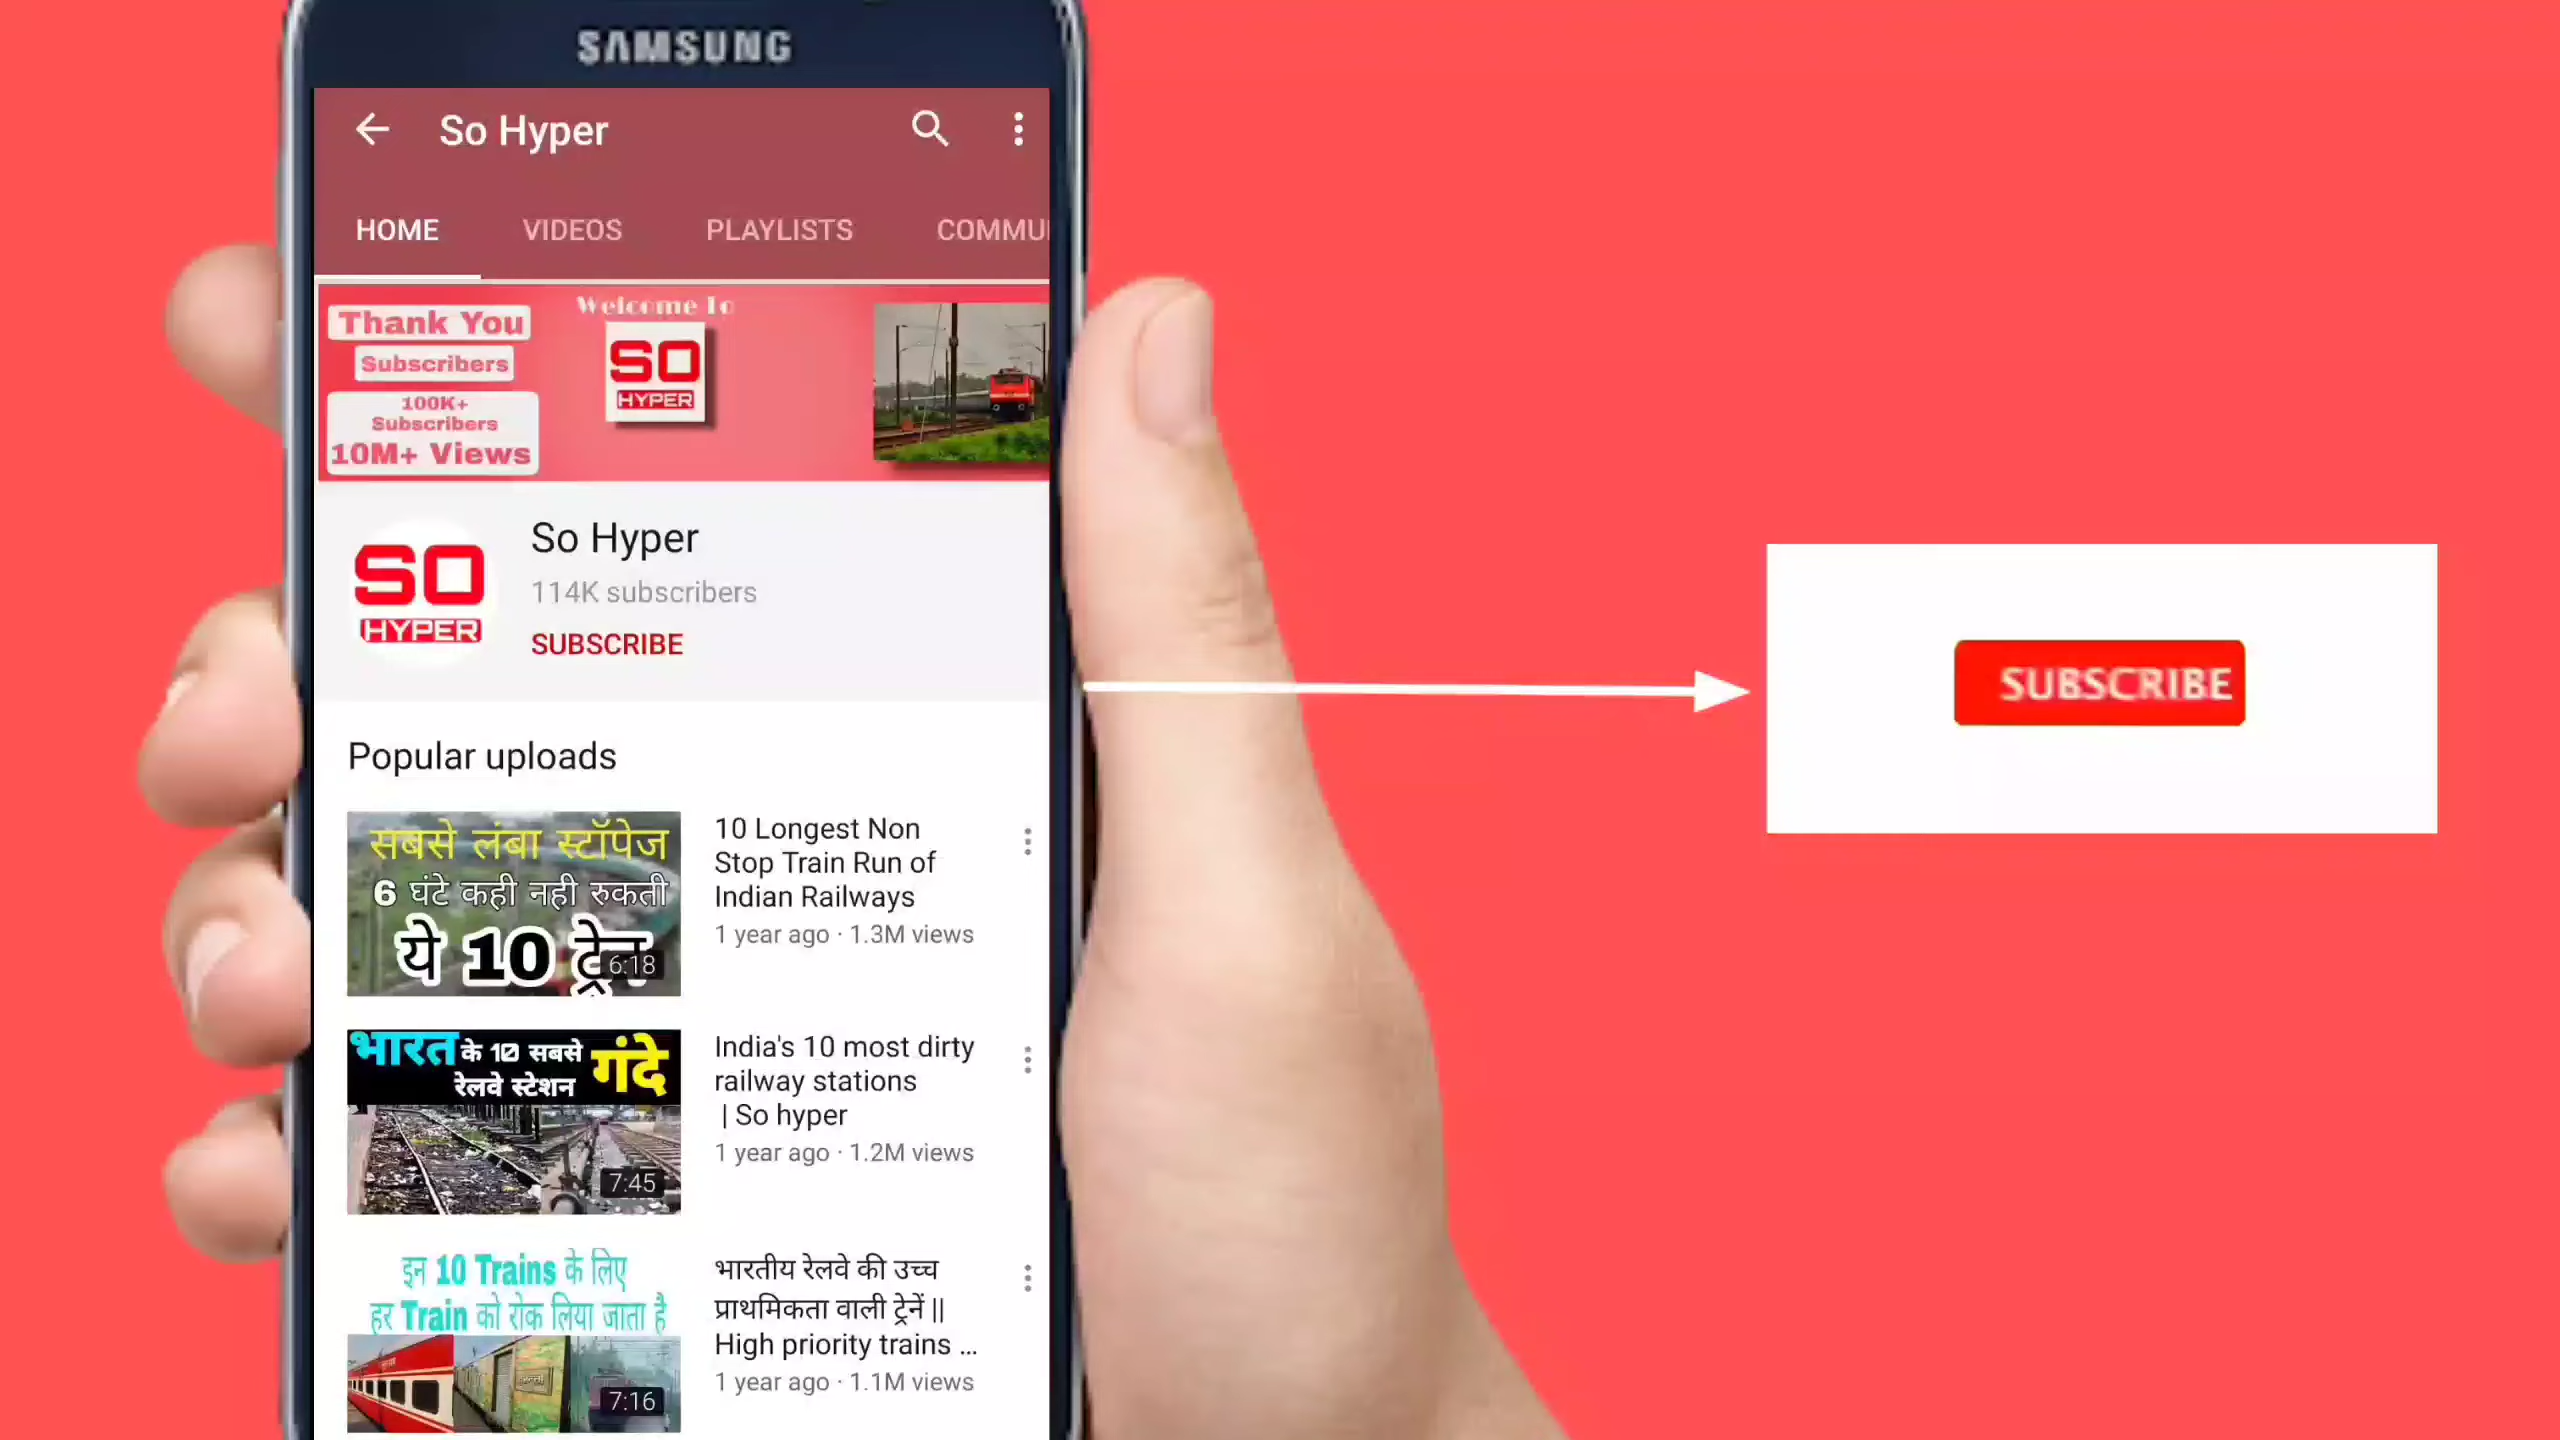 SAMSUNG
So Hyper
HOME VIDEOS PLAYLISTS COMMU
Thank You
Subscribers
100K+
Subscribers
10M+ Views
Welcome To
SO
HYPER
SO
HYPER
So Hyper
114K subscribers
SUBSCRIBE
SUBSCRIBE
Popular uploads
सबसे लंबा स्टॉपेज
6 घंटे कही नही रुकती
ये 10 ट्रेन
6:18
10 Longest Non
Stop Train Run of
Indian Railways
1 year ago · 1.3M views
भारत के 10 सबसे गंदे
रेलवे स्टेशन
7:45
India's 10 most dirty
railway stations
| So hyper
1 year ago · 1.2M views
इन 10 Trains के लिए
हर Train को रोक लिया जाता है
7:16
भारतीय रेलवे की उच्च
प्राथमिकता वाली ट्रेनें ||
High priority trains ...
1 year ago · 1.1M views